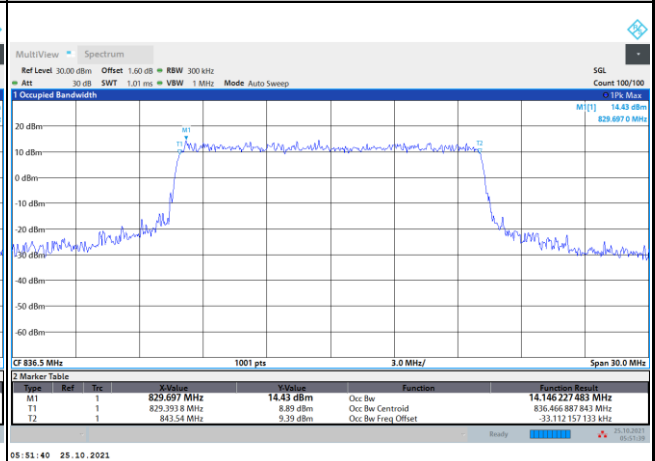 MultiView Spectrum
Ref Level 30.00 dBm Offset 1.60 dB RBW 300 kHz SGL
Att 30 dB SWT 1.01 ms VBW 1 MHz Mode Auto Sweep Count 100/100
1 Occupied Bandwidth 1Pk Max
M1[1] 14.43 dBm
829.697 0 MHz
20 dBm
M1
T1 T2
10 dBm
0 dBm
-10 dBm
-20 dBm
-30 dBm
-40 dBm
-50 dBm
-60 dBm
CF 836.5 MHz 1001 pts 3.0 MHz/ Span 30.0 MHz
2 Marker Table
Type Ref Trc X-Value Y-Value Function Function Result
M1 1 829.697 MHz 14.43 dBm Occ Bw 14.146 227 483 MHz
T1 1 829.393 8 MHz 8.89 dBm Occ Bw Centroid 836.466 887 843 MHz
T2 1 843.54 MHz 9.39 dBm Occ Bw Freq Offset -33.112 157 133 kHz
Ready 25.10.2021
05:51:39
05:51:40 25.10.2021